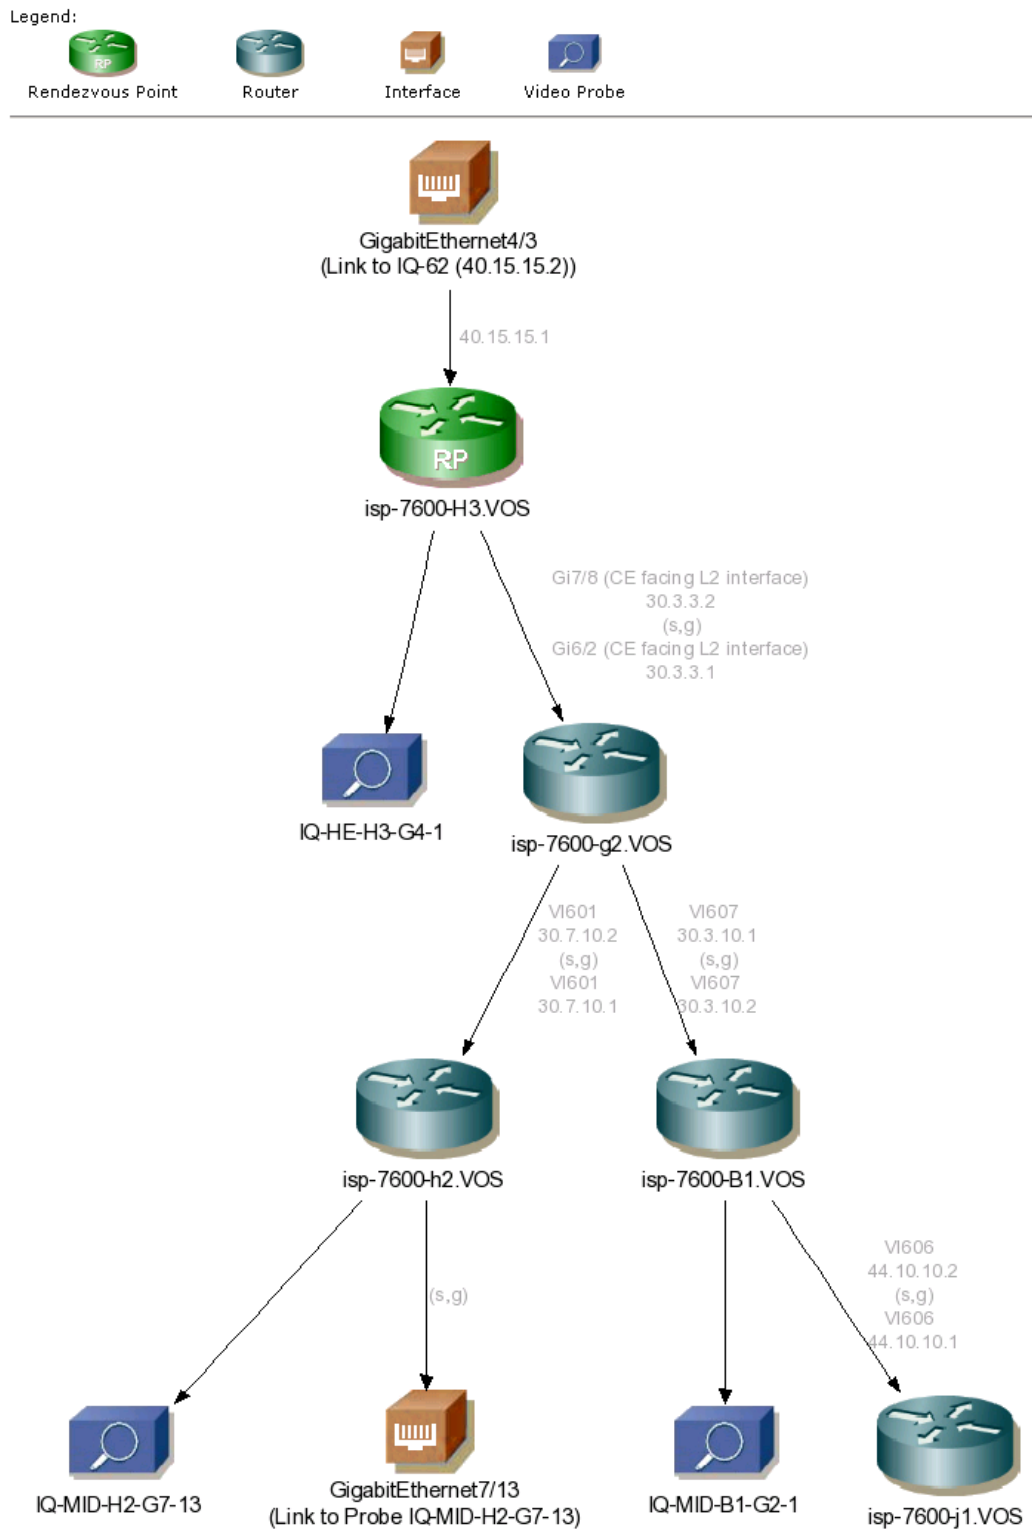 Legend:
RP
Rendezvous Point
Router
Interface
Video Probe
GigabitEthernet4/3
(Link to IQ-62 (40.15.15.2))
40.15.15.1
RP
isp-7600-H3.VOS
Gi7/8 (CE facing L2 interface)
30.3.3.2
(s,g)
Gi6/2 (CE facing L2 interface)
30.3.3.1
IQ-HE-H3-G4-1
isp-7600-g2.VOS
Vl601
30.7.10.2
(s,g)
Vl601
30.7.10.1
Vl607
30.3.10.1
(s,g)
Vl607
30.3.10.2
isp-7600-h2.VOS
isp-7600-B1.VOS
(s,g)
Vl606
44.10.10.2
(s,g)
Vl606
44.10.10.1
IQ-MID-H2-G7-13
GigabitEthernet7/13
(Link to Probe IQ-MID-H2-G7-13)
IQ-MID-B1-G2-1
isp-7600-j1.VOS